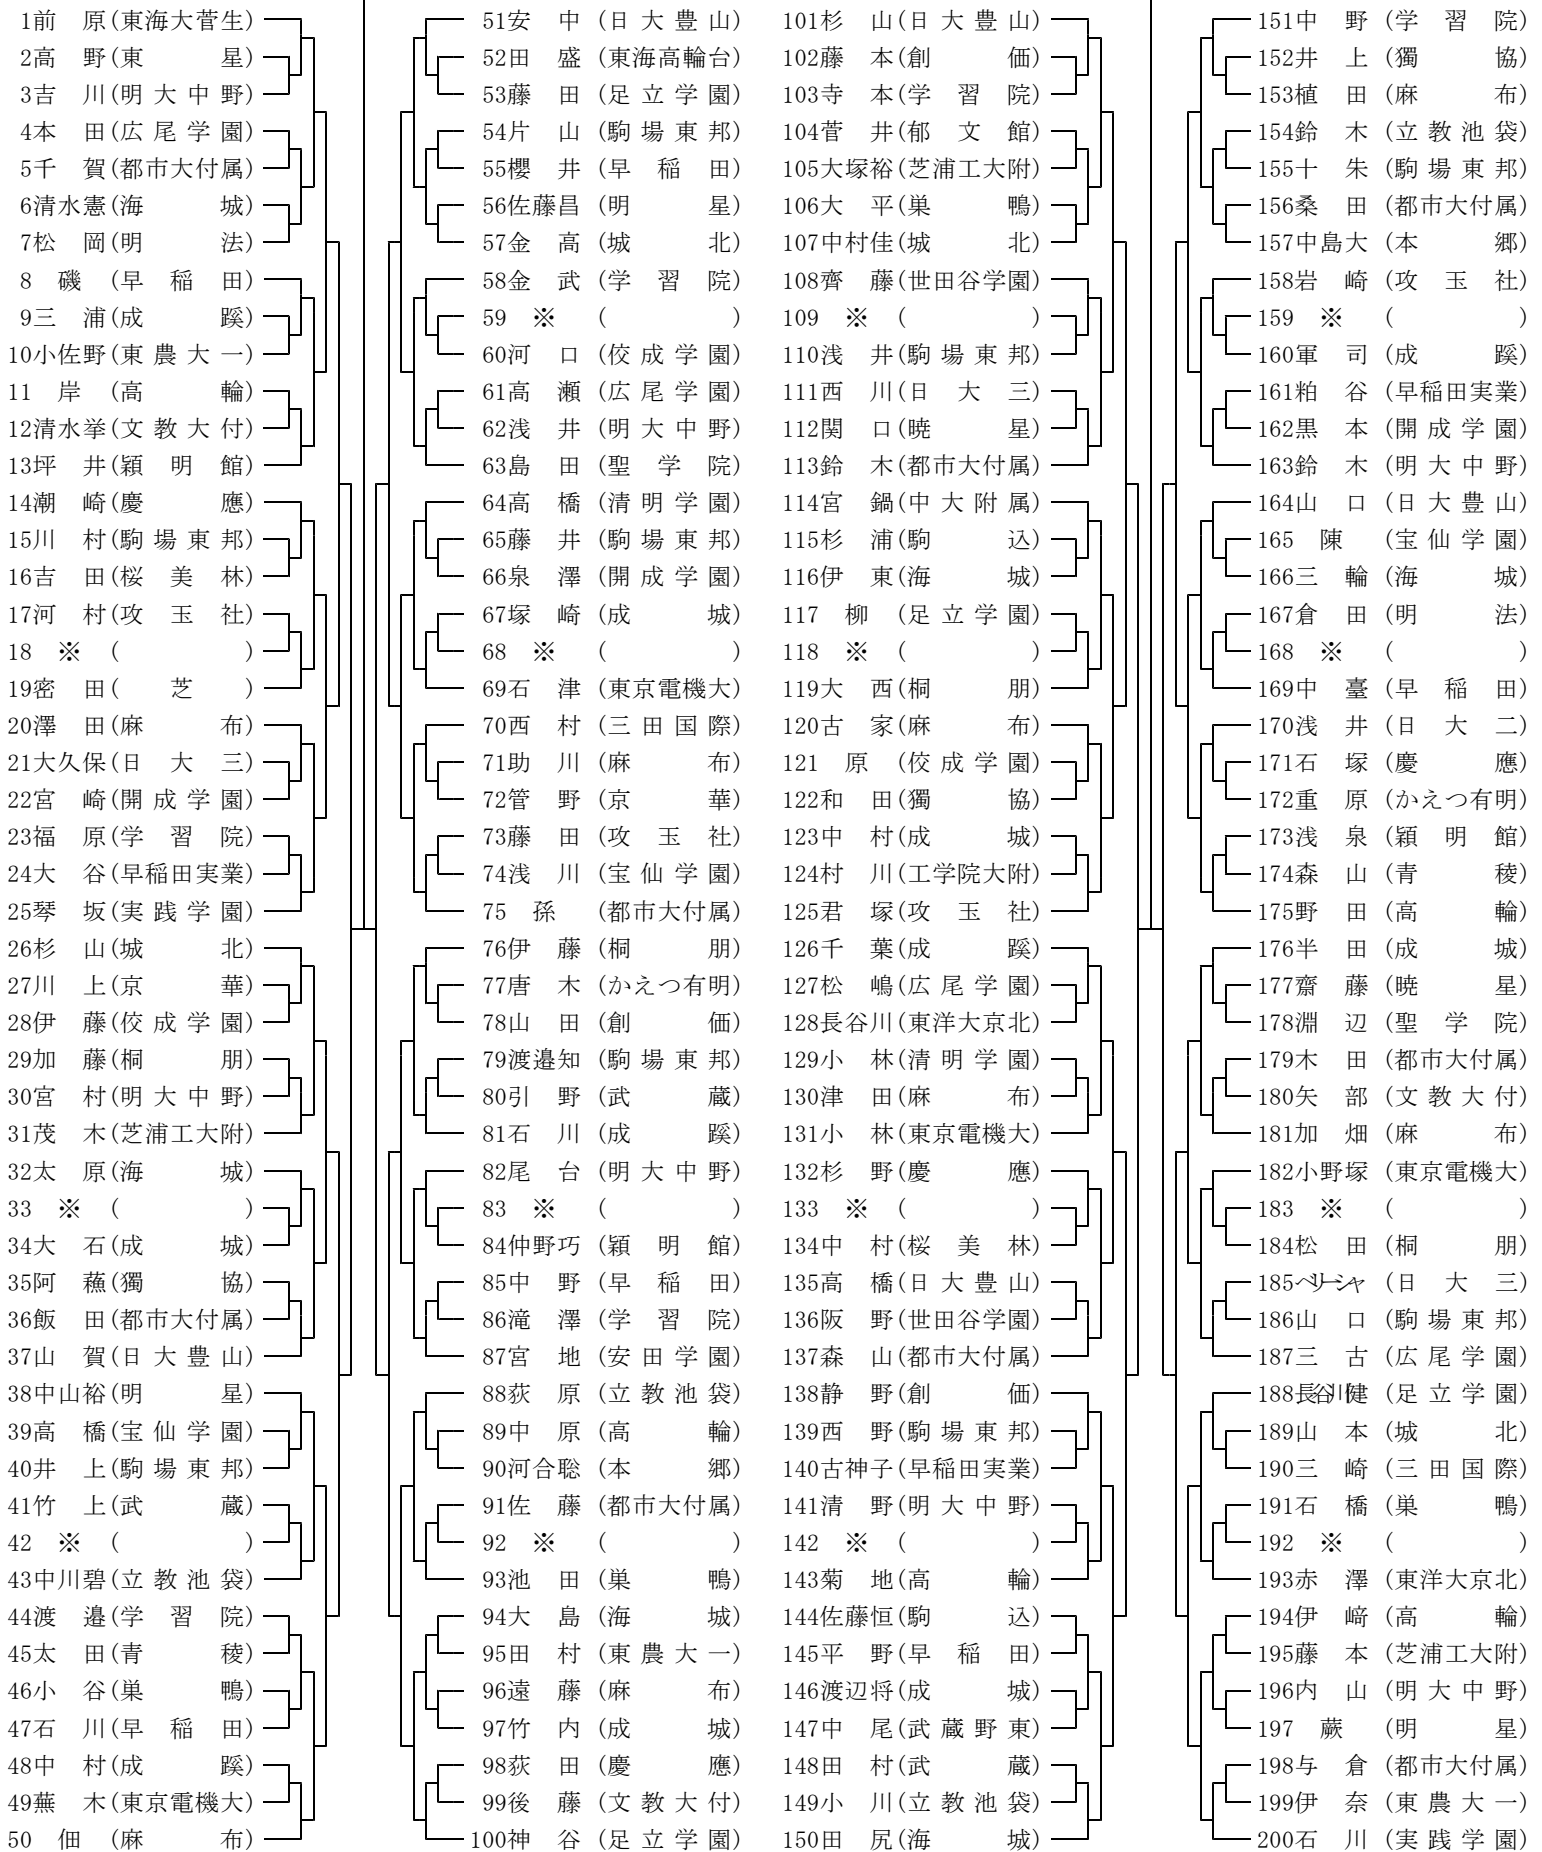 1前 原(東海大菅生)
2高 野(東 星)
3吉 川(明大中野)
4本 田(広尾学園)
5千 賀(都市大付属)
6清水憲(海 城)
7松 岡(明 法)
8 磯 (早稲田)
9三 浦(成 蹊)
10小佐野(東農大一)
11 岸 (高 輪)
12清水挙(文教大付)
13坪 井(穎明館)
14潮 崎(慶 應)
15川 村(駒場東邦)
16吉 田(桜美林)
17河 村(攻玉社)
18 ※ ( )
19密 田( 芝 )
20澤 田(麻 布)
21大久保(日大三)
22宮 崎(開成学園)
23福 原(学習院)
24大 谷(早稲田実業)
25琴 坂(実践学園)
26杉 山(城 北)
27川 上(京 華)
28伊 藤(佼成学園)
29加 藤(桐 朋)
30宮 村(明大中野)
31茂 木(芝浦工大附)
32太 原(海 城)
33 ※ ( )
34大 石(成 城)
35阿 蘓(獨 協)
36飯 田(都市大付属)
37山 賀(日大豊山)
38中山裕(明 星)
39高 橋(宝仙学園)
40井 上(駒場東邦)
41竹 上(武 蔵)
42 ※ ( )
43中川碧(立教池袋)
44渡 邉(学習院)
45太 田(青 稜)
46小 谷(巣 鴨)
47石 川(早稲田)
48中 村(成 蹊)
49蕪 木(東京電機大)
50 佃 (麻 布)
51安 中(日大豊山)
52田 盛(東海高輪台)
53藤 田(足立学園)
54片 山(駒場東邦)
55櫻 井(早稲田)
56佐藤昌(明 星)
57金 高(城 北)
58金 武(学習院)
59 ※ ( )
60河 口(佼成学園)
61高 瀬(広尾学園)
62浅 井(明大中野)
63島 田(聖学院)
64高 橋(清明学園)
65藤 井(駒場東邦)
66泉 澤(開成学園)
67塚 崎(成 城)
68 ※ ( )
69石 津(東京電機大)
70西 村(三田国際)
71助 川(麻 布)
72管 野(京 華)
73藤 田(攻玉社)
74浅 川(宝仙学園)
75 孫 (都市大付属)
76伊 藤(桐 朋)
77唐 木(かえつ有明)
78山 田(創 価)
79渡邉知(駒場東邦)
80引 野(武 蔵)
81石 川(成 蹊)
82尾 台(明大中野)
83 ※ ( )
84仲野巧(穎明館)
85中 野(早稲田)
86滝 澤(学習院)
87宮 地(安田学園)
88荻 原(立教池袋)
89中 原(高 輪)
90河合聡(本 郷)
91佐 藤(都市大付属)
92 ※ ( )
93池 田(巣 鴨)
94大 島(海 城)
95田 村(東農大一)
96遠 藤(麻 布)
97竹 内(成 城)
98荻 田(慶 應)
99後 藤(文教大付)
100神 谷(足立学園)
101杉 山(日大豊山)
102藤 本(創 価)
103寺 本(学習院)
104菅 井(郁文館)
105大塚裕(芝浦工大附)
106大 平(巣 鴨)
107中村佳(城 北)
108齊 藤(世田谷学園)
109 ※ ( )
110浅 井(駒場東邦)
111西 川(日大三)
112関 口(暁 星)
113鈴 木(都市大付属)
114宮 鍋(中大附属)
115杉 浦(駒 込)
116伊 東(海 城)
117 柳 (足立学園)
118 ※ ( )
119大 西(桐 朋)
120古 家(麻 布)
121 原 (佼成学園)
122和 田(獨 協)
123中 村(成 城)
124村 川(工学院大附)
125君 塚(攻玉社)
126千 葉(成 蹊)
127松 嶋(広尾学園)
128長谷川(東洋大京北)
129小 林(清明学園)
130津 田(麻 布)
131小 林(東京電機大)
132杉 野(慶 應)
133 ※ ( )
134中 村(桜美林)
135高 橋(日大豊山)
136阪 野(世田谷学園)
137森 山(都市大付属)
138静 野(創 価)
139西 野(駒場東邦)
140古神子(早稲田実業)
141清 野(明大中野)
142 ※ ( )
143菊 地(高 輪)
144佐藤恒(駒 込)
145平 野(早稲田)
146渡辺将(成 城)
147中 尾(武蔵野東)
148田 村(武 蔵)
149小 川(立教池袋)
150田 尻(海 城)
151中 野(学習院)
152井 上(獨 協)
153植 田(麻 布)
154鈴 木(立教池袋)
155十 朱(駒場東邦)
156桑 田(都市大付属)
157中島大(本 郷)
158岩 崎(攻玉社)
159 ※ ( )
160軍 司(成 蹊)
161粕 谷(早稲田実業)
162黒 本(開成学園)
163鈴 木(明大中野)
164山 口(日大豊山)
165 陳 (宝仙学園)
166三 輪(海 城)
167倉 田(明 法)
168 ※ ( )
169中 臺(早稲田)
170浅 井(日大二)
171石 塚(慶 應)
172重 原(かえつ有明)
173浅 泉(穎明館)
174森 山(青 稜)
175野 田(高 輪)
176半 田(成 城)
177齋 藤(暁 星)
178淵 辺(聖学院)
179木 田(都市大付属)
180矢 部(文教大付)
181加 畑(麻 布)
182小野塚(東京電機大)
183 ※ ( )
184松 田(桐 朋)
185ペリーシャ(日大三)
186山 口(駒場東邦)
187三 古(広尾学園)
188長谷川健(足立学園)
189山 本(城 北)
190三 崎(三田国際)
191石 橋(巣 鴨)
192 ※ ( )
193赤 澤(東洋大京北)
194伊 﨑(高 輪)
195藤 本(芝浦工大附)
196内 山(明大中野)
197 蕨 (明 星)
198与 倉(都市大付属)
199伊 奈(東農大一)
200石 川(実践学園)